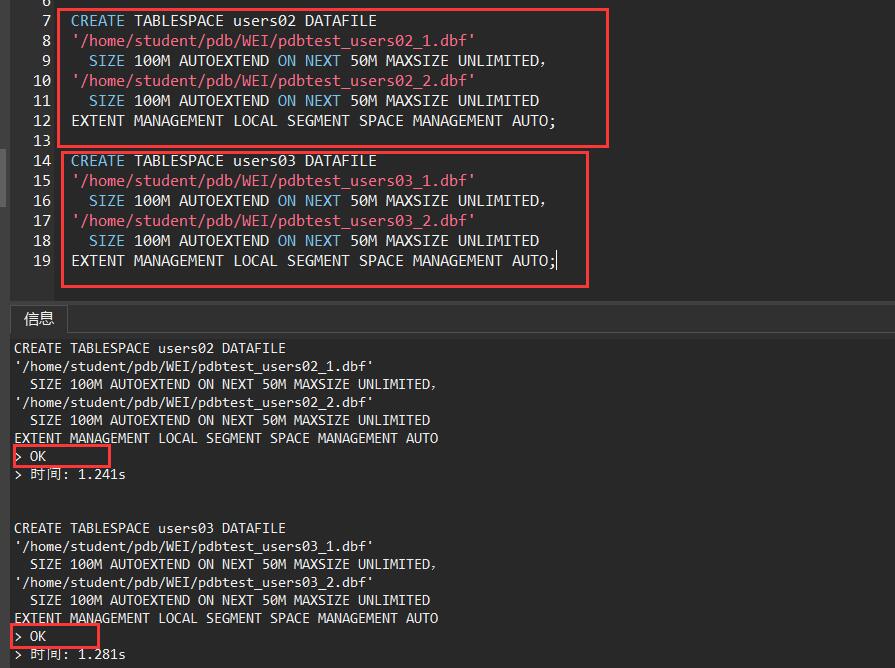 6
7 CREATE TABLESPACE users02 DATAFILE
8 '/home/student/pdb/WEI/pdbtest_users02_1.dbf'
9 SIZE 100M AUTOEXTEND ON NEXT 50M MAXSIZE UNLIMITED,
10 '/home/student/pdb/WEI/pdbtest_users02_2.dbf'
11 SIZE 100M AUTOEXTEND ON NEXT 50M MAXSIZE UNLIMITED
12 EXTENT MANAGEMENT LOCAL SEGMENT SPACE MANAGEMENT AUTO;
13
14 CREATE TABLESPACE users03 DATAFILE
15 '/home/student/pdb/WEI/pdbtest_users03_1.dbf'
16 SIZE 100M AUTOEXTEND ON NEXT 50M MAXSIZE UNLIMITED,
17 '/home/student/pdb/WEI/pdbtest_users03_2.dbf'
18 SIZE 100M AUTOEXTEND ON NEXT 50M MAXSIZE UNLIMITED
19 EXTENT MANAGEMENT LOCAL SEGMENT SPACE MANAGEMENT AUTO;
信息
CREATE TABLESPACE users02 DATAFILE
'/home/student/pdb/WEI/pdbtest_users02_1.dbf'
SIZE 100M AUTOEXTEND ON NEXT 50M MAXSIZE UNLIMITED,
'/home/student/pdb/WEI/pdbtest_users02_2.dbf'
SIZE 100M AUTOEXTEND ON NEXT 50M MAXSIZE UNLIMITED
EXTENT MANAGEMENT LOCAL SEGMENT SPACE MANAGEMENT AUTO
> OK
> 时间: 1.241s
CREATE TABLESPACE users03 DATAFILE
'/home/student/pdb/WEI/pdbtest_users03_1.dbf'
SIZE 100M AUTOEXTEND ON NEXT 50M MAXSIZE UNLIMITED,
'/home/student/pdb/WEI/pdbtest_users03_2.dbf'
SIZE 100M AUTOEXTEND ON NEXT 50M MAXSIZE UNLIMITED
EXTENT MANAGEMENT LOCAL SEGMENT SPACE MANAGEMENT AUTO
> OK
> 时间: 1.281s